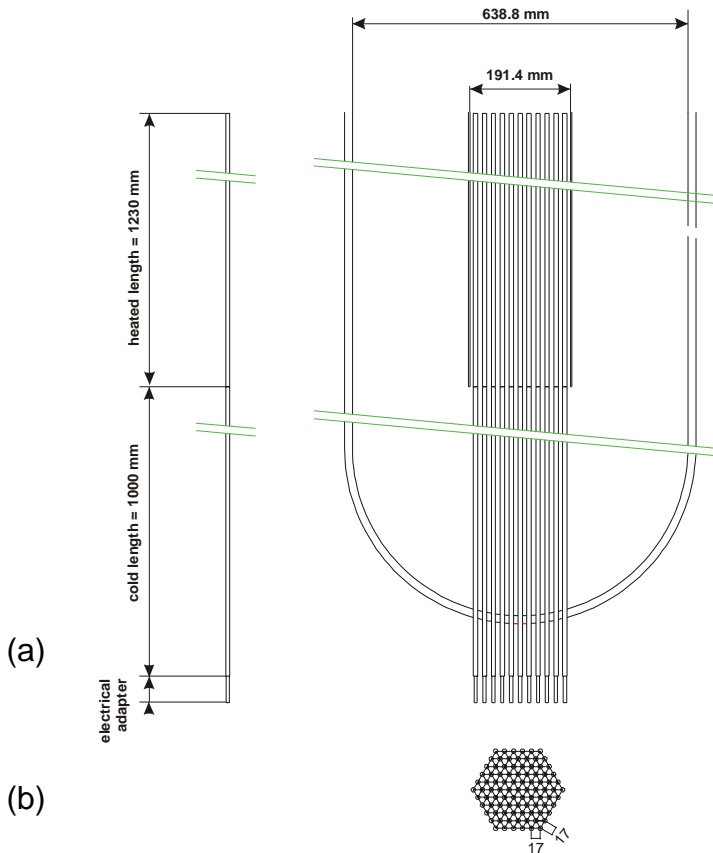 638.8 mm
191.4 mm
heated length = 1230 mm
cold length = 1000 mm
electrical
adapter
(a)
(b)
17
17